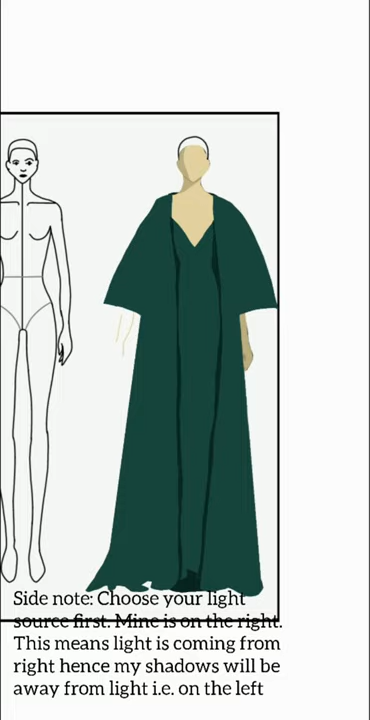 Side note: Choose your light
source first. Mine is on the right.
This means light is coming from
right hence my shadows will be
away from light i.e. on the left